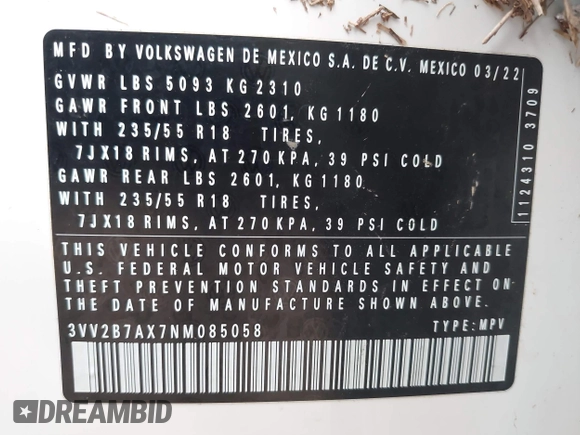 MFD BY VOLKSWAGEN DE MEXICO S.A. DE C.V. MEXICO 03/22
GVWR LBS 5093 KG 2310
GAWR FRONT LBS 2601, KG 1180
WITH 235/55 R18 TIRES,
7JX18 RIMS, AT 270 KPA, 39 PSI COLD
GAWR REAR LBS 2601, KG 1180
WITH 235/55 R18 TIRES,
7JX18 RIMS, AT 270 KPA, 39 PSI COLD
1124310 3709
THIS VEHICLE CONFORMS TO ALL APPLICABLE
U.S. FEDERAL MOTOR VEHICLE SAFETY AND
THEFT PREVENTION STANDARDS IN EFFECT ON
THE DATE OF MANUFACTURE SHOWN ABOVE.
3VV2B7AX7NM085058 TYPE: MPV
DREAMBID